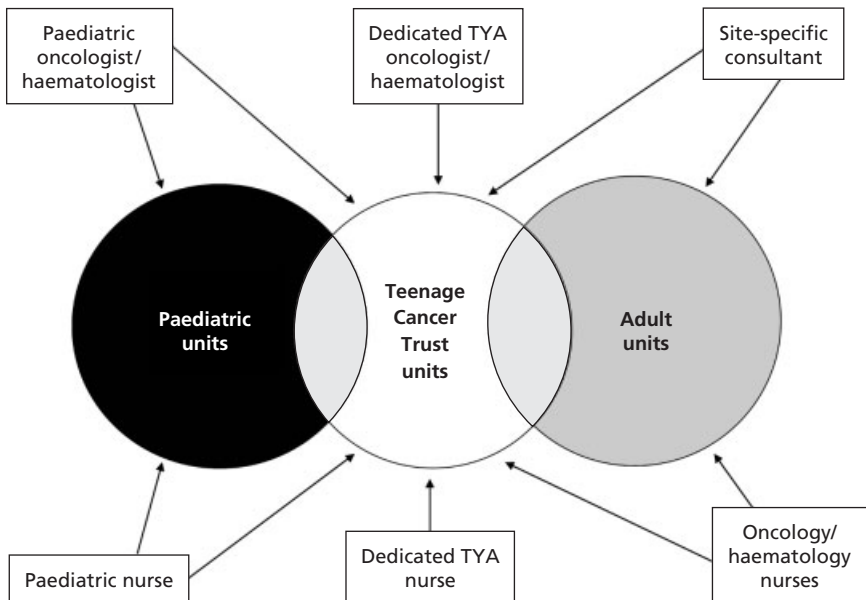 Paediatric
oncologist/
haematologist
Dedicated TYA
oncologist/
haematologist
Site-specific
consultant
Paediatric
units
Teenage
Cancer
Trust
units
Adult
units
Paediatric nurse
Dedicated TYA
nurse
Oncology/
haematology
nurses